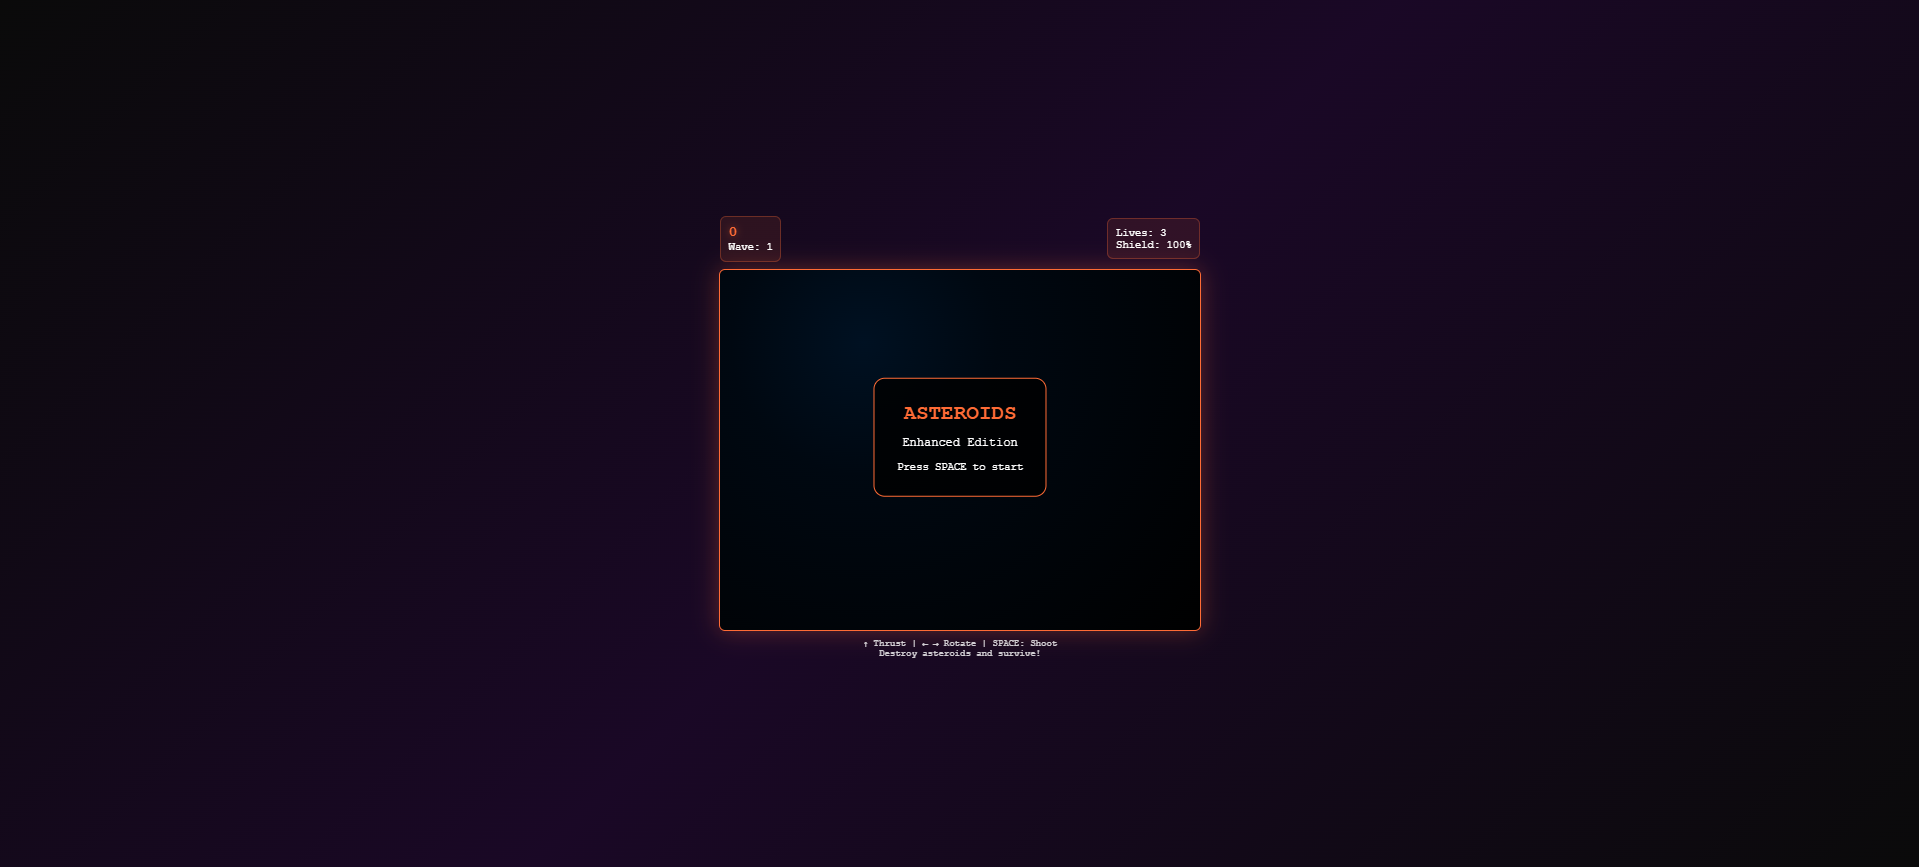 0
Wave: 1
Lives: 3
Shield: 100%
ASTEROIDS
Enhanced Edition
Press SPACE to start
↑ Thrust | ← → Rotate | SPACE: Shoot
Destroy asteroids and survive!